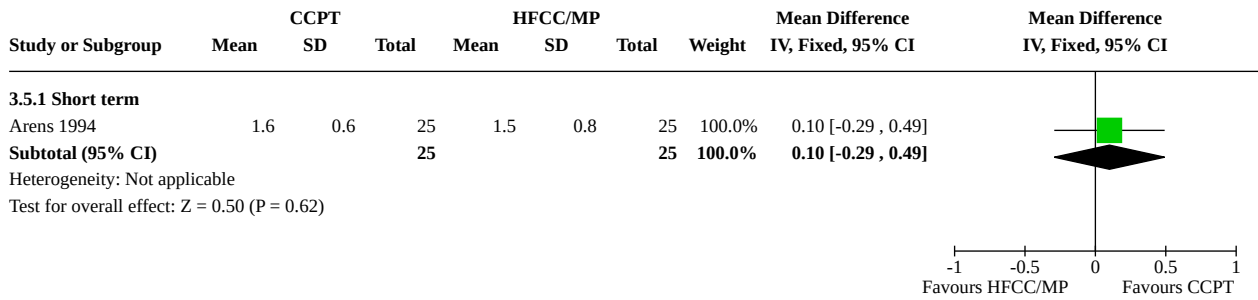 CCPT HFCC/MP Mean Difference Mean Difference
Study or Subgroup Mean SD Total Mean SD Total Weight IV, Fixed, 95% CI IV, Fixed, 95% CI
3.5.1 Short term
Arens 1994 1.6 0.6 25 1.5 0.8 25 100.0% 0.10 [-0.29 , 0.49]
Subtotal (95% CI) 25 25 100.0% 0.10 [-0.29 , 0.49]
Heterogeneity: Not applicable
Test for overall effect: Z = 0.50 (P = 0.62)
-1 -0.5 0 0.5 1
Favours HFCC/MP Favours CCPT